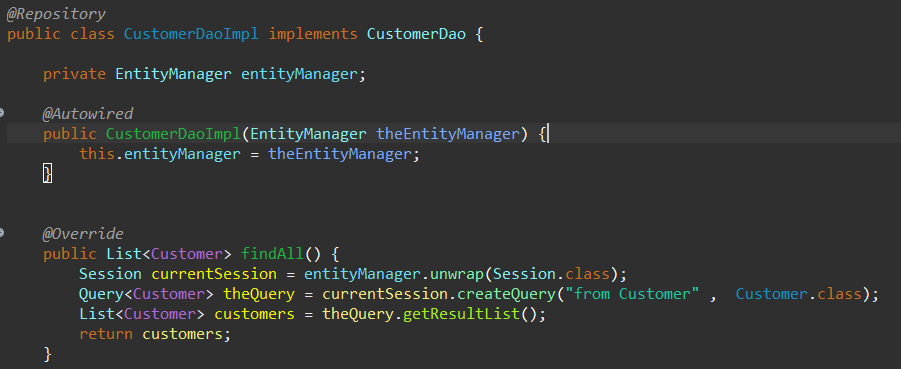 @Repository
public class CustomerDaoImpl implements CustomerDao {
private EntityManager entityManager;
@Autowired
public CustomerDaoImpl(EntityManager theEntityManager) {
this.entityManager = theEntityManager;
}
@Override
public List<Customer> findAll() {
Session currentSession = entityManager.unwrap(Session.class);
Query<Customer> theQuery = currentSession.createQuery("from Customer" ,  Customer.class);
List<Customer> customers = theQuery.getResultList();
return customers;
}